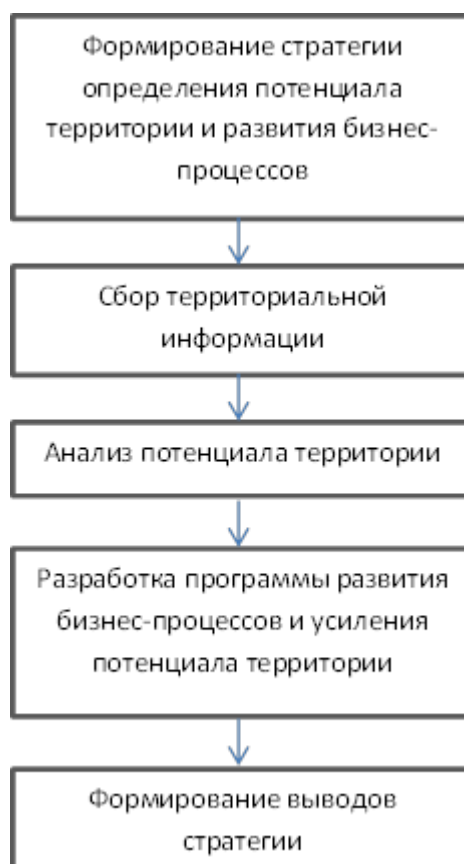 Формирование стратегии
определения потенциала
территории и развития бизнес-
процессов
Сбор территориальной
информации
Анализ потенциала территории
Разработка программы развития
бизнес-процессов и усиления
потенциала территории
Формирование выводов
стратегии